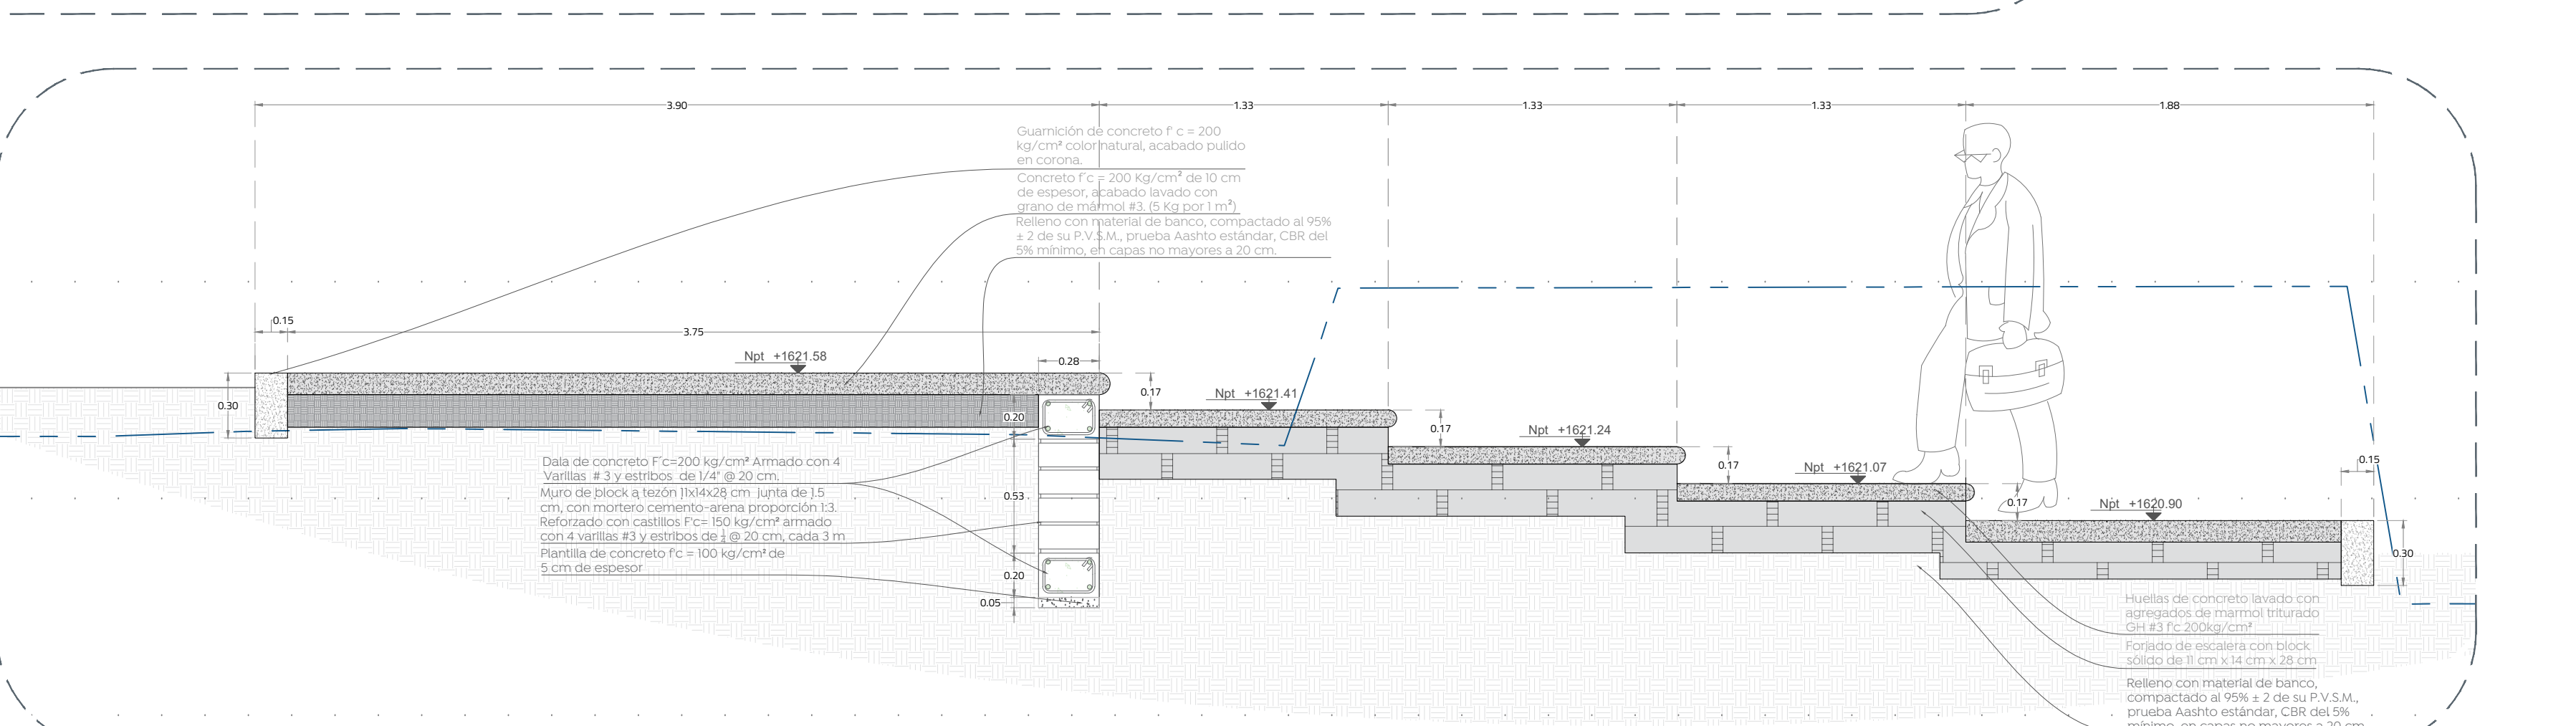 3.90
1.33
1.33
1.33
1.88
Guarnición de concreto f' c = 200
kg/cm² color natural, acabado pulido
en corona.
Concreto f´c = 200 Kg/cm² de 10 cm
de espesor, acabado lavado con
grano de mármol #3. (5 Kg por 1 m²)
Relleno con material de banco, compactado al 95%
± 2 de su P.V.S.M., prueba Aashto estándar, CBR del
5% mínimo, en capas no mayores a 20 cm.
0.15
3.75
Npt +1621.58
0.28
0.30
0.20
0.17
Npt +1621.41
0.17
Npt +1621.24
0.17
Npt +1621.07
0.17
Npt +1620.90
0.15
0.30
Dala de concreto F´c=200 kg/cm² Armado con 4
Varillas # 3 y estribos de 1/4" @ 20 cm.
Muro de block a tezón 11x14x28 cm junta de 1.5
cm, con mortero cemento-arena proporción 1:3.
Reforzado con castillos F'c= 150 kg/cm² armado
con 4 varillas #3 y estribos de ¼ @ 20 cm, cada 3 m
Plantilla de concreto f'c = 100 kg/cm² de
5 cm de espesor
0.53
0.20
0.05
Huellas de concreto lavado con
agregados de marmol triturado
GH #3 f'c 200kg/cm²
Forjado de escalera con block
sólido de 11 cm x 14 cm x 28 cm
Relleno con material de banco,
compactado al 95% ± 2 de su P.V.S.M.,
prueba Aashto estándar, CBR del 5%
mínimo, en capas no mayores a 20 cm